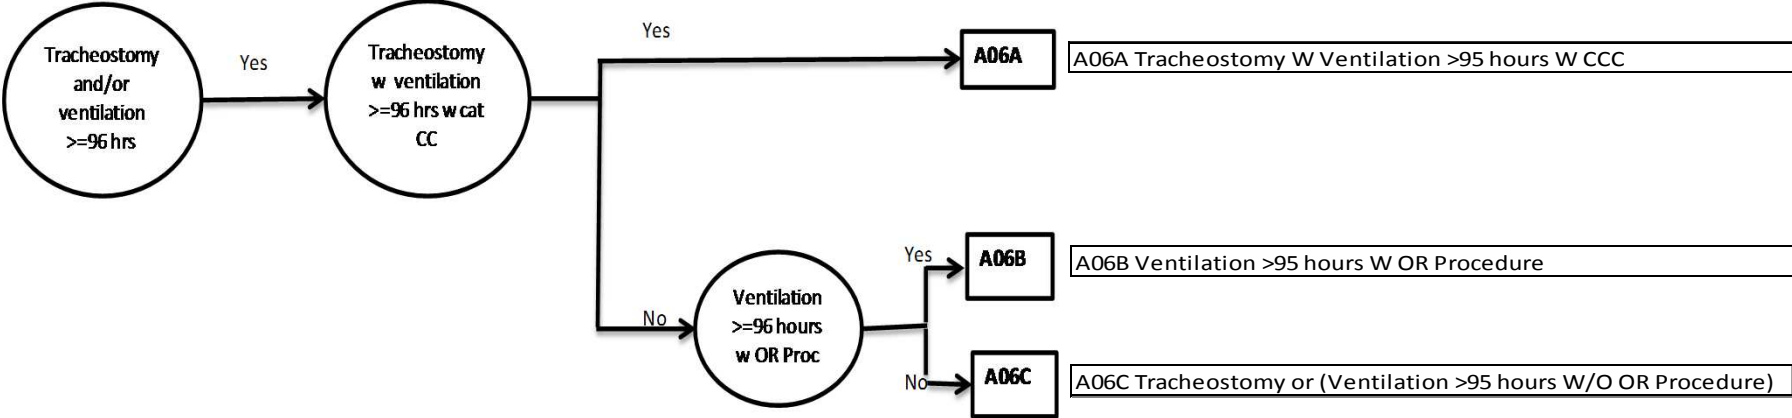 Tracheostomy
and/or
ventilation
>=96 hrs
Yes
Tracheostomy
w ventilation
>=96 hrs w cat
CC
Yes
A06A
A06A Tracheostomy W Ventilation >95 hours W CCC
No
Ventilation
>=96 hours
w OR Proc
Yes
A06B
A06B Ventilation >95 hours W OR Procedure
No
A06C
A06C Tracheostomy or (Ventilation >95 hours W/O OR Procedure)